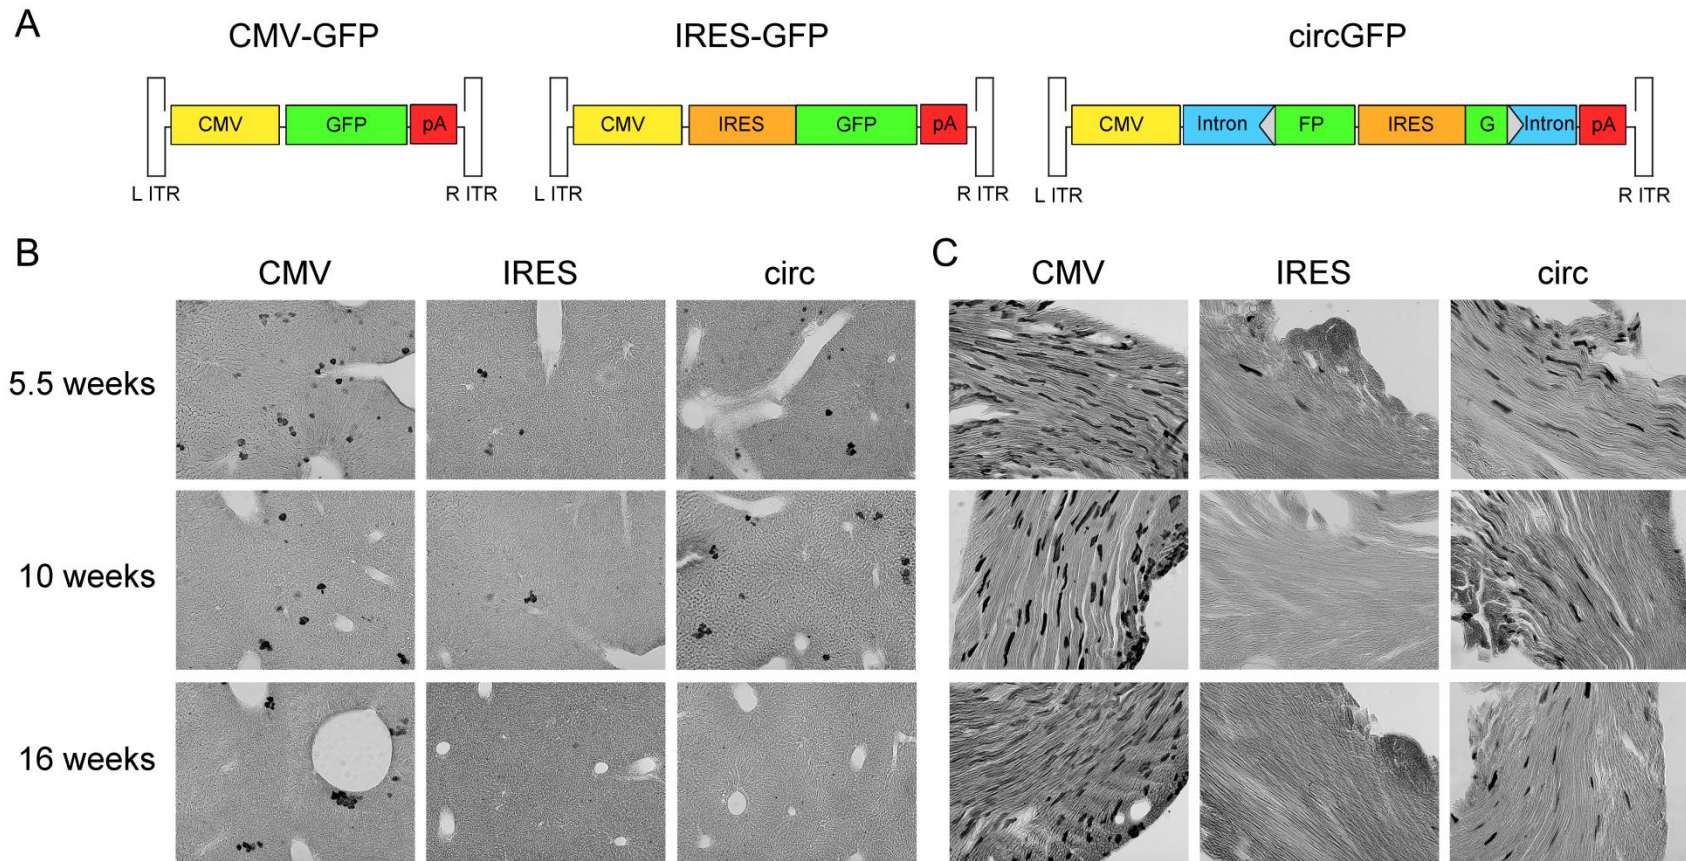 A
CMV-GFP
IRES-GFP
circGFP
CMV GFP pA
CMV IRES GFP pA
CMV Intron FP IRES G Intron pA
L ITR R ITR
L ITR R ITR
L ITR R ITR
B
CMV IRES circ
C
CMV IRES circ
5.5 weeks
10 weeks
16 weeks